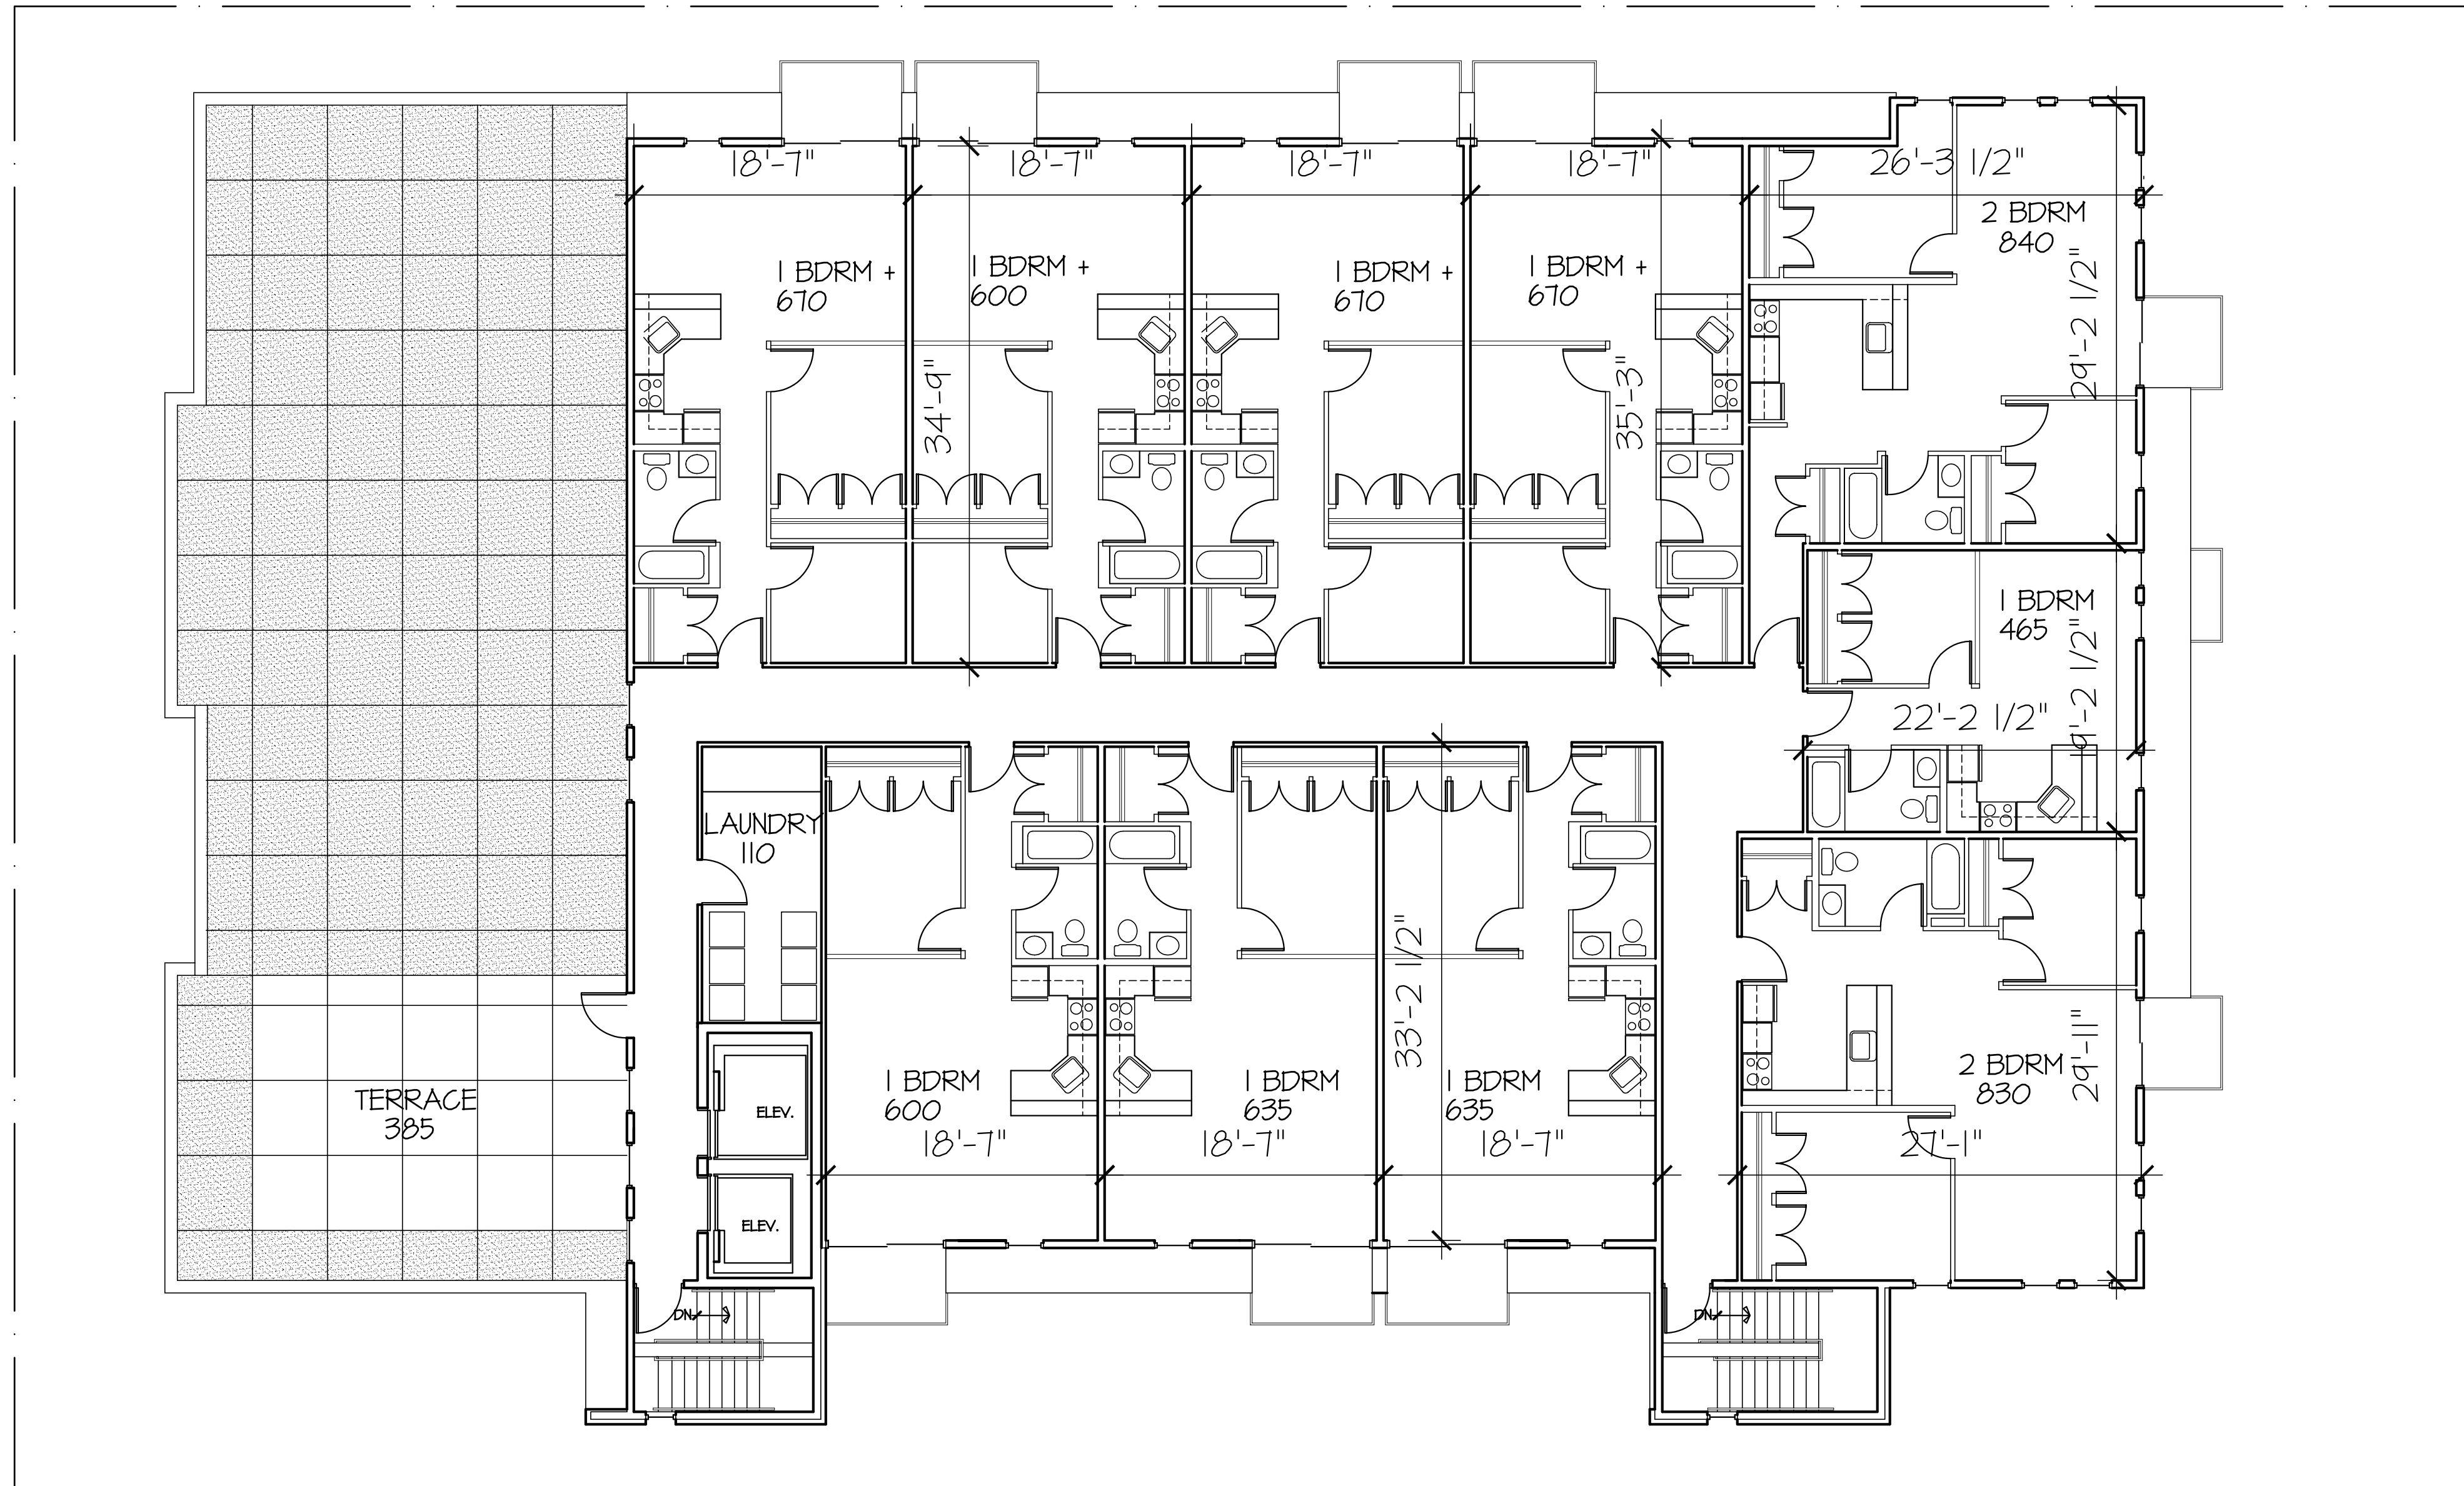 18'-7"
18'-7"
18'-7"
18'-7"
26'-3 1/2"
2 BDRM
840
1 BDRM +
670
1 BDRM +
600
1 BDRM +
670
1 BDRM +
670
29'-2 1/2"
34'-9"
35'-3"
1 BDRM
465
19'-2 1/2"
22'-2 1/2"
LAUNDRY
110
33'-2 1/2"
29'-11"
2 BDRM
830
1 BDRM
600
1 BDRM
635
1 BDRM
635
TERRACE
385
ELEV.
18'-7"
18'-7"
18'-7"
27'-1"
ELEV.
DN.
DN.